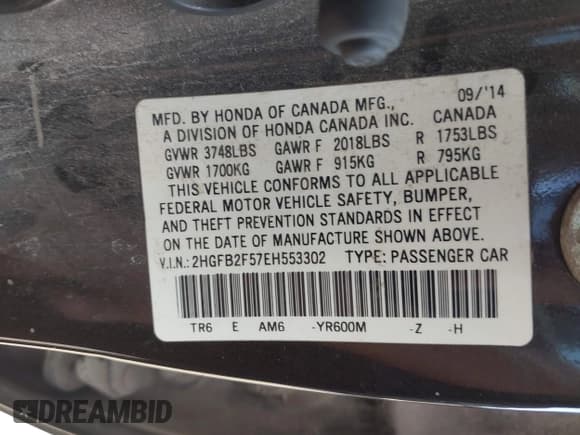 MFD. BY HONDA OF CANADA MFG., 09/'14
A DIVISION OF HONDA CANADA INC. CANADA
GVWR 3748LBS GAWR F 2018LBS R 1753LBS
GVWR 1700KG GAWR F 915KG R 795KG
THIS VEHICLE CONFORMS TO ALL APPLICABLE
FEDERAL MOTOR VEHICLE SAFETY, BUMPER,
AND THEFT PREVENTION STANDARDS IN EFFECT
ON THE DATE OF MANUFACTURE SHOWN ABOVE.
V.I.N.: 2HGFB2F57EH553302 TYPE: PASSENGER CAR
TR6 E AM6 -YR600M -Z -H
DREAMBID